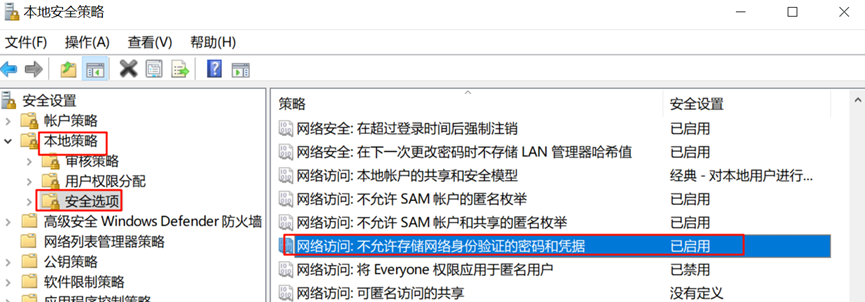 本地安全策略
文件(F) 操作(A) 查看(V) 帮助(H)
安全设置
帐户策略
本地策略
审核策略
用户权限分配
安全选项
高级安全 Windows Defender 防火墙
网络列表管理器策略
公钥策略
软件限制策略
应用程序控制策略
策略 安全设置
网络安全: 在超过登录时间后强制注销 已启用
网络安全: 在下一次更改密码时不存储 LAN 管理器哈希值 已启用
网络访问: 本地帐户的共享和安全模型 经典 - 对本地用户进行...
网络访问: 不允许 SAM 帐户的匿名枚举 已启用
网络访问: 不允许 SAM 帐户和共享的匿名枚举 已启用
网络访问: 不允许存储网络身份验证的密码和凭据 已启用
网络访问: 将 Everyone 权限应用于匿名用户 已禁用
网络访问: 可匿名访问的共享 没有定义